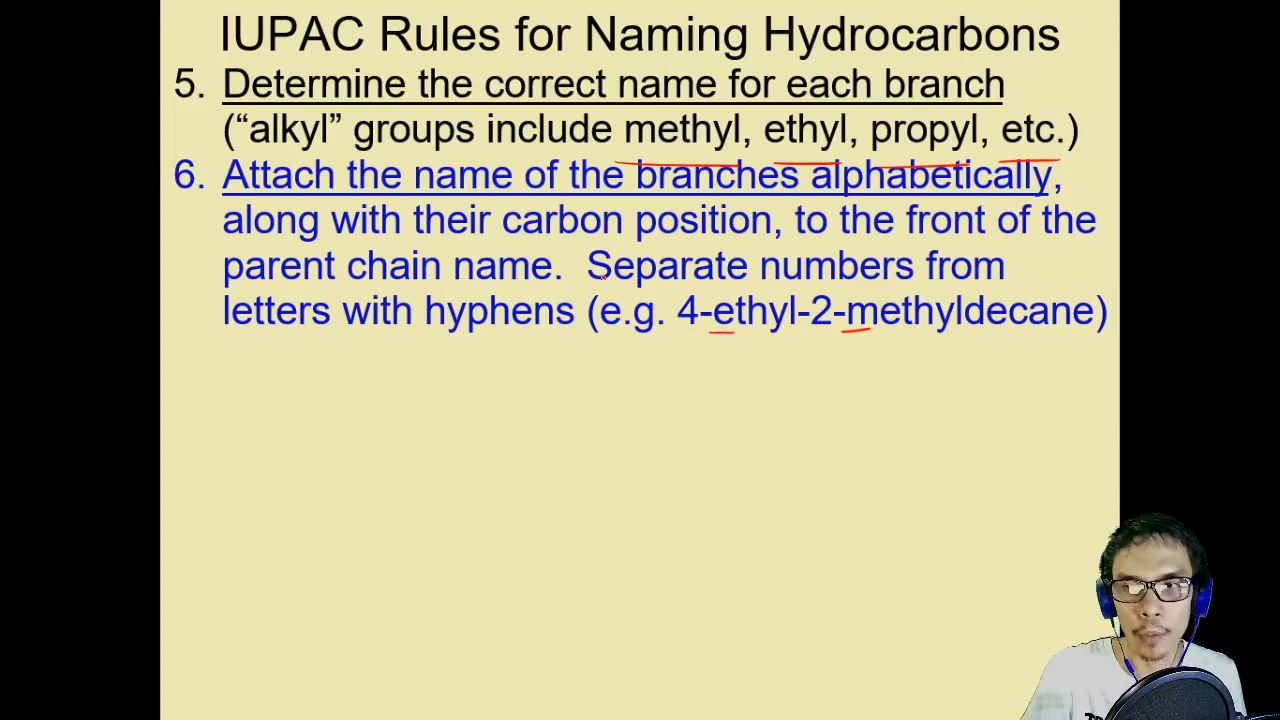 IUPAC Rules for Naming Hydrocarbons
5. Determine the correct name for each branch
(“alkyl” groups include methyl, ethyl, propyl, etc.)
6. Attach the name of the branches alphabetically,
along with their carbon position, to the front of the
parent chain name.  Separate numbers from
letters with hyphens (e.g. 4-ethyl-2-methyldecane)